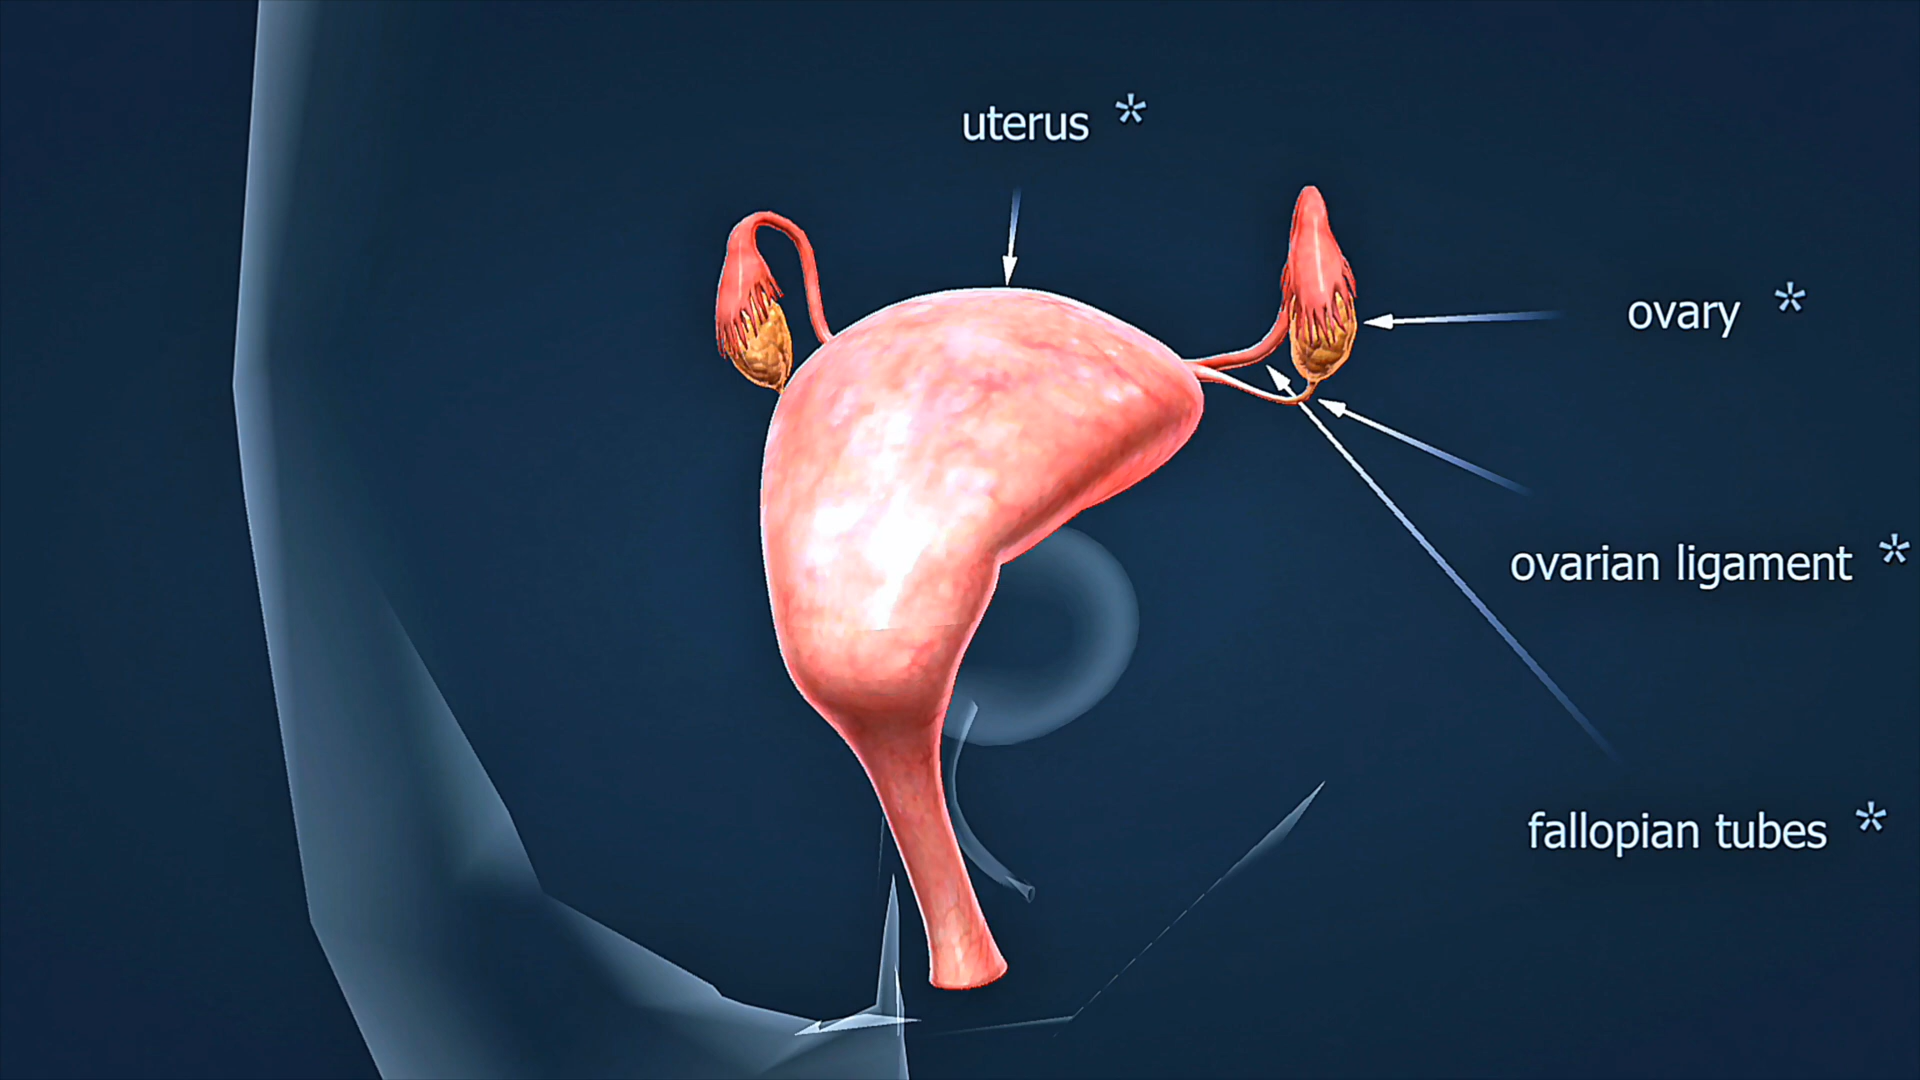 uterus *
ovary *
ovarian ligament *
fallopian tubes *